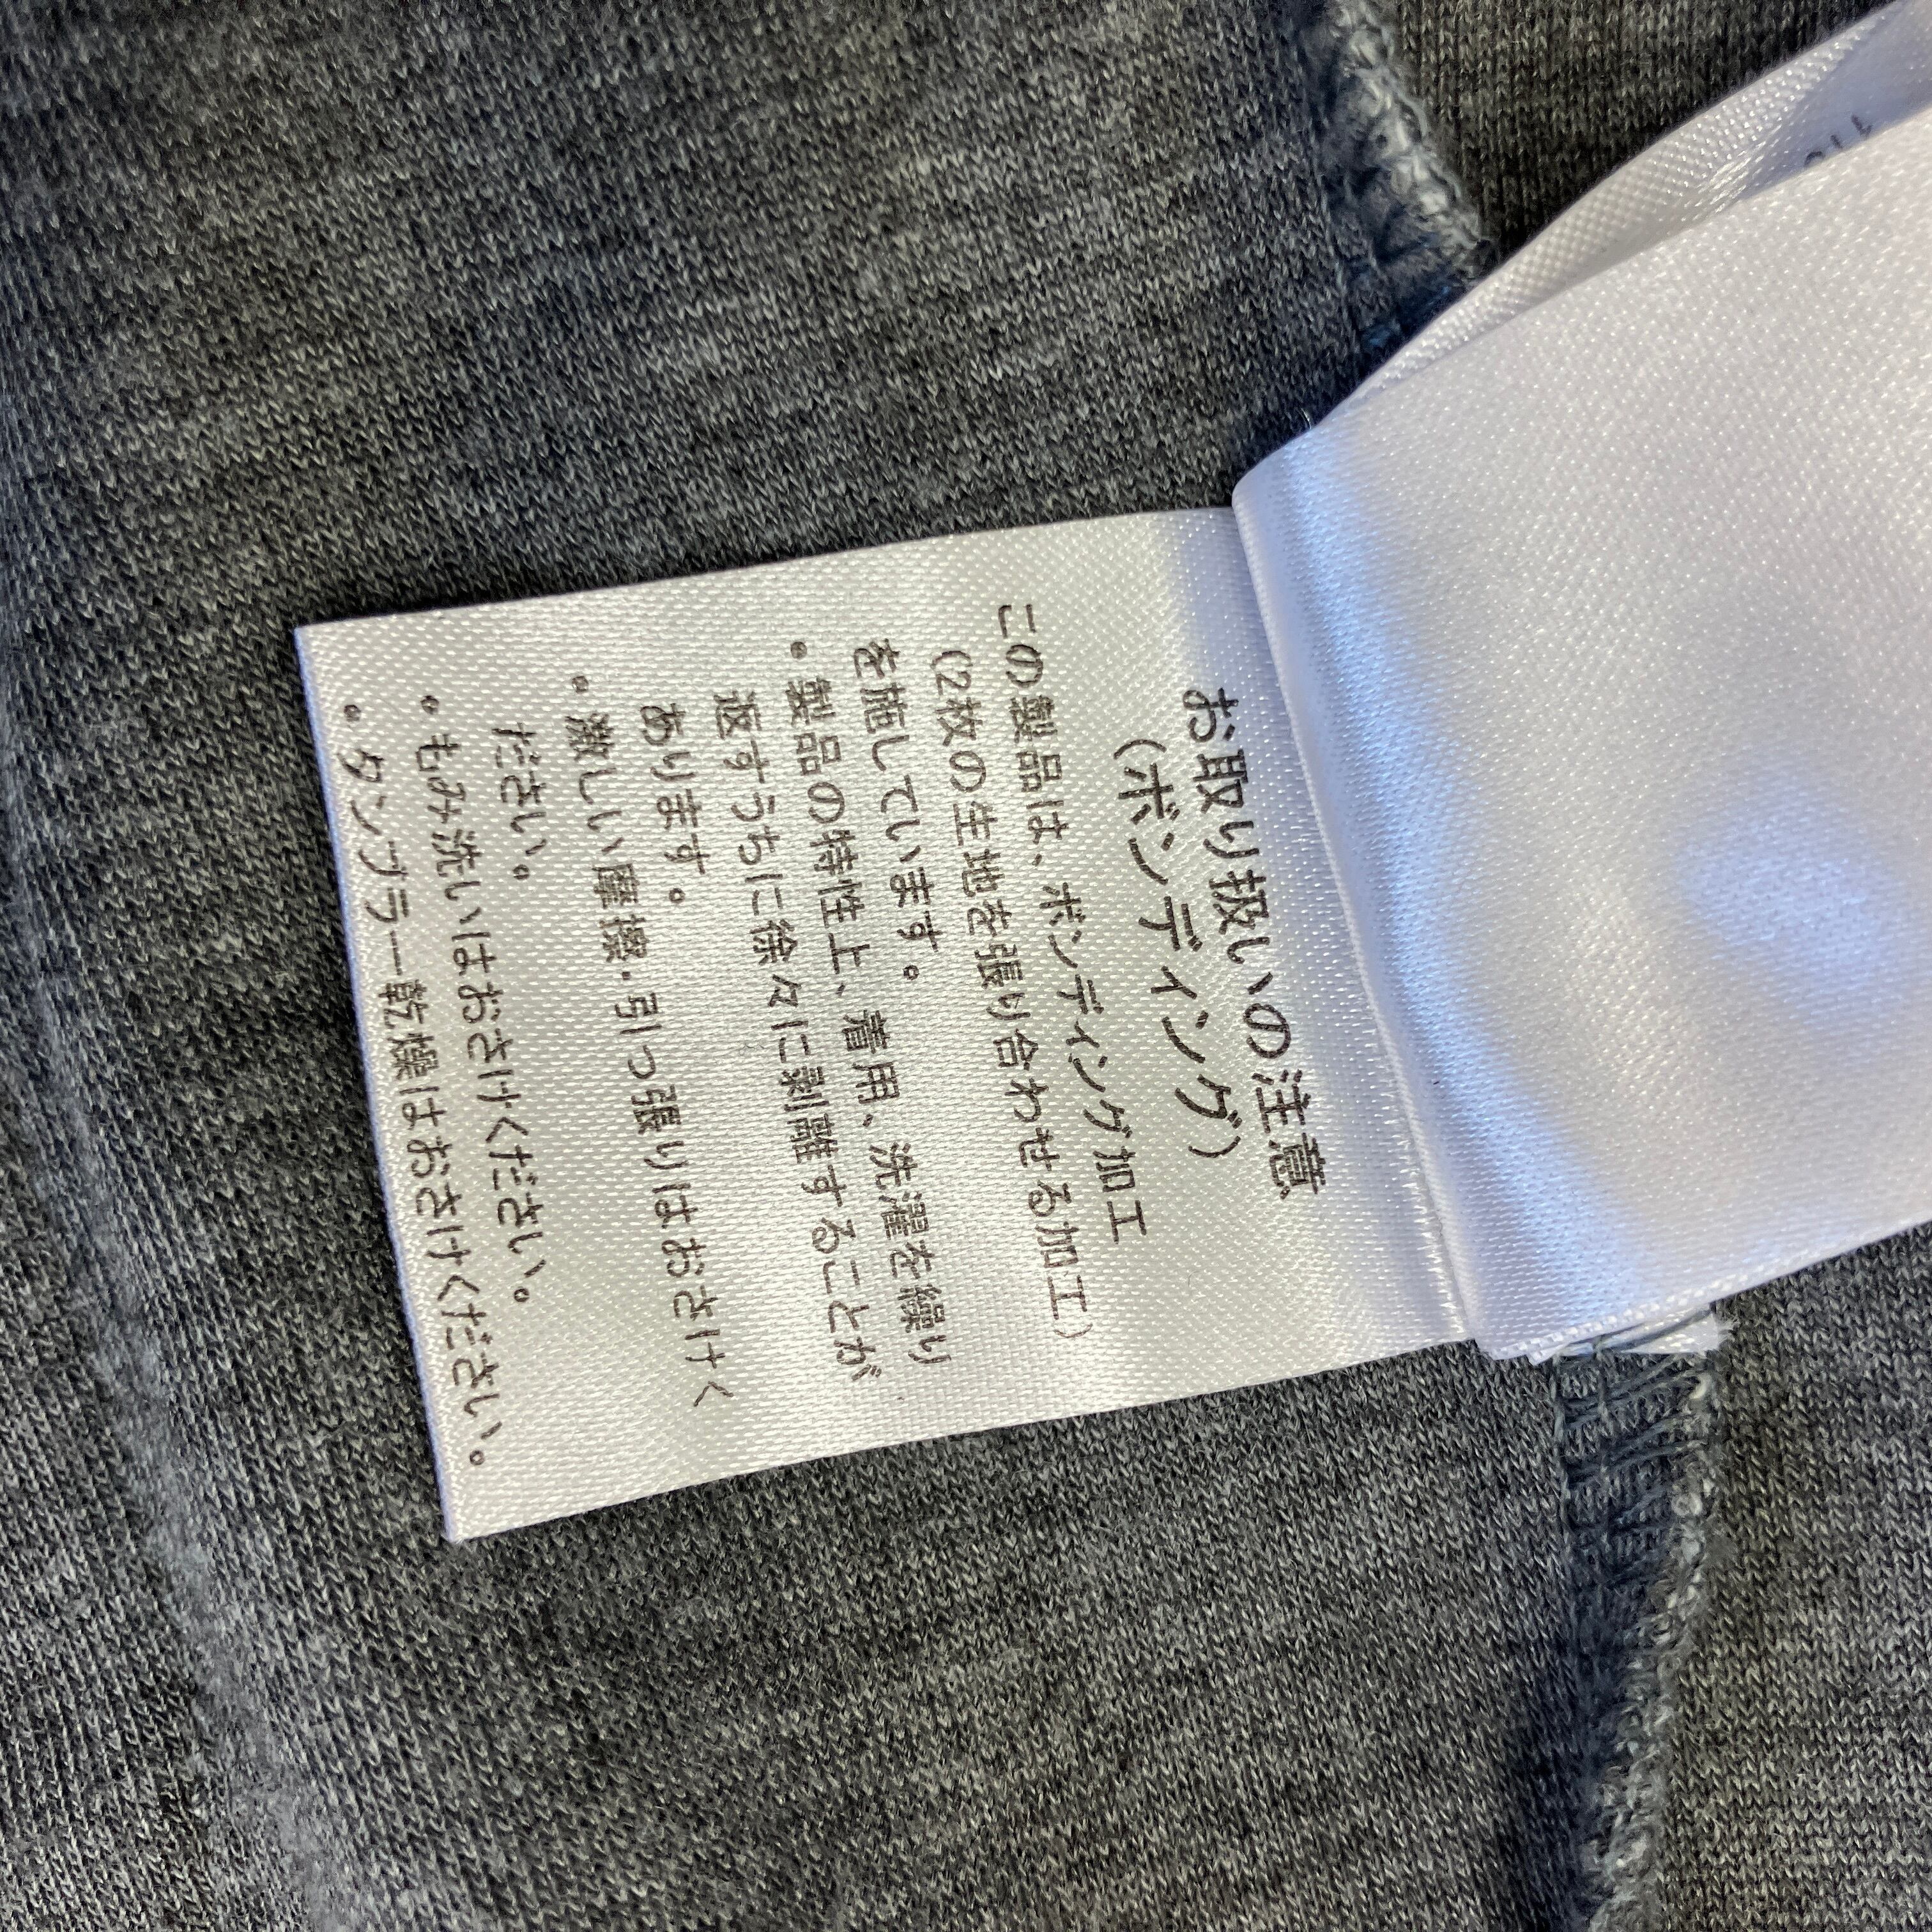 お取り扱いの注意
(ボンディング)
この製品は、ボンディング加工
(2枚の生地を張り合わせる加工)
を施しています。
・製品の特性上、着用、洗濯を繰り
返すうちに徐々に剥離することが
あります。
・激しい摩擦・引っ張りはおさけく
ださい。
・もみ洗いはおさけください。
・タンブラー乾燥はおさけください。